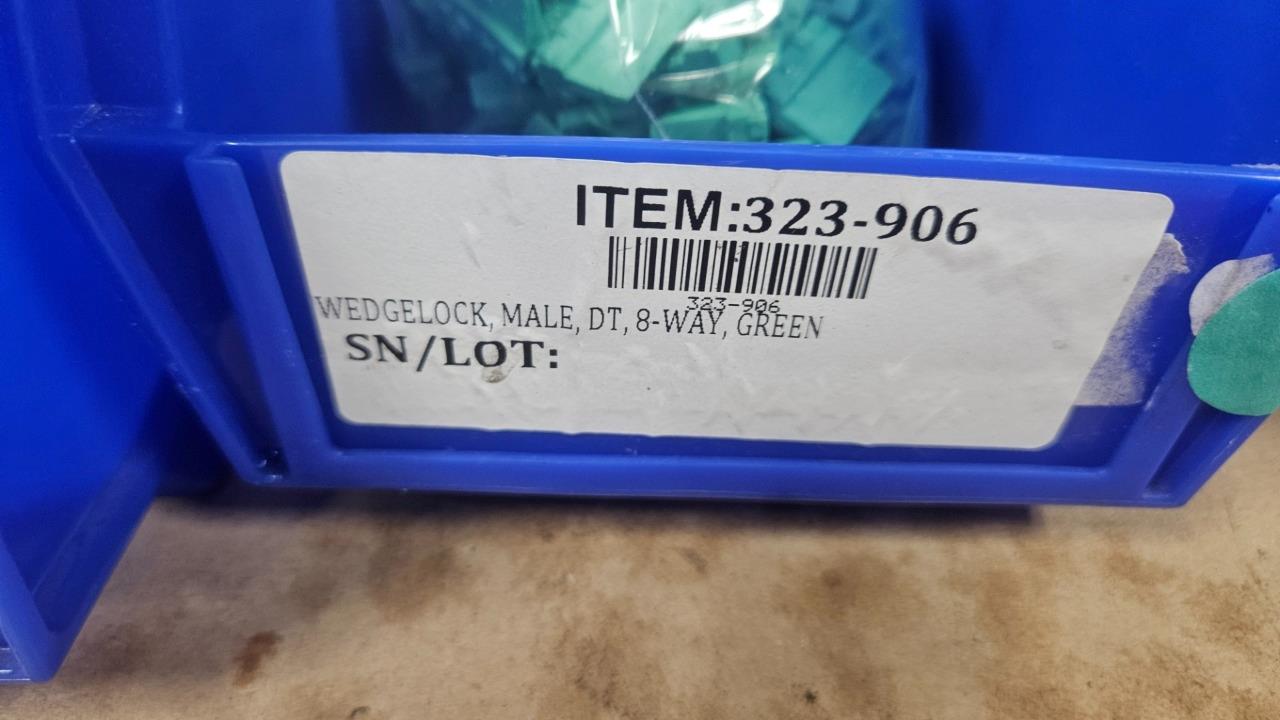 ITEM:323-906
323-906
WEDGELOCK, MALE, DT, 8-WAY, GREEN
SN/LOT: